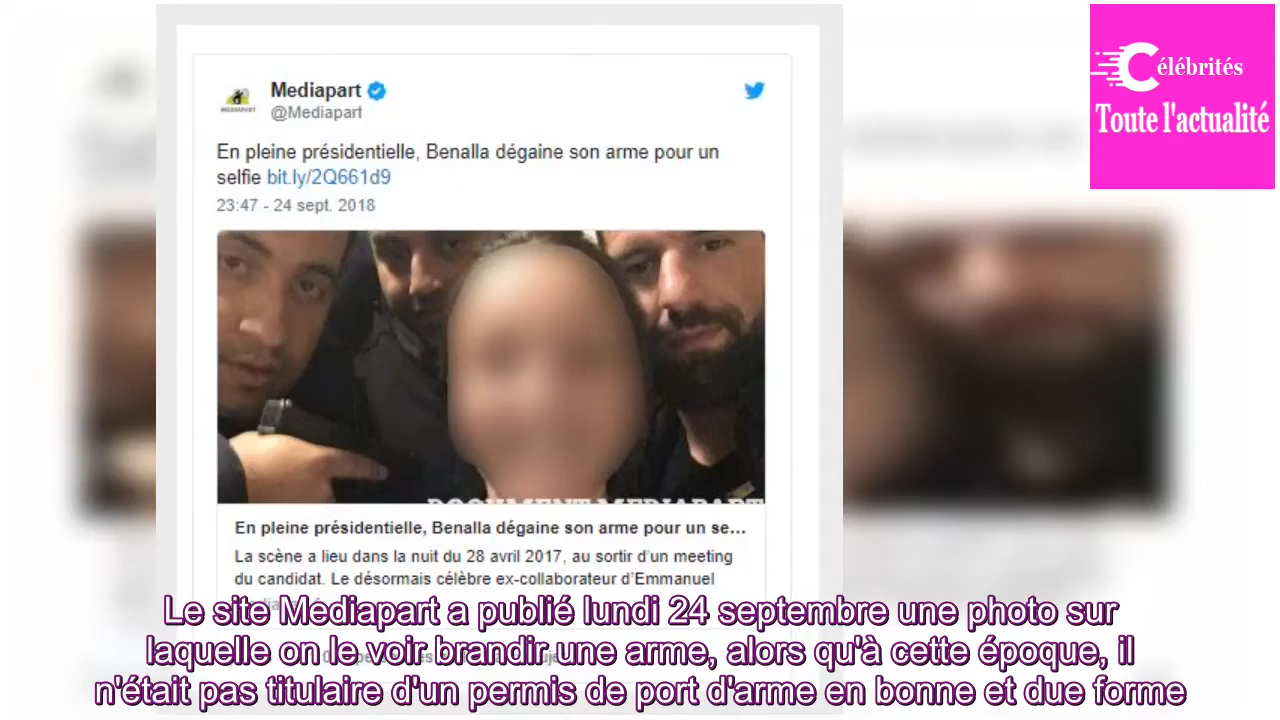 Célébrités
Toute l'actualité
Mediapart
@Mediapart
En pleine présidentielle, Benalla dégaine son arme pour un
selfie bit.ly/2Q661d9
23:47 - 24 sept. 2018
MEDIAPART
DOCUMENT MEDIAPART
En pleine présidentielle, Benalla dégaine son arme pour un se...
La scène a lieu dans la nuit du 28 avril 2017, au sortir d'un meeting
du candidat. Le désormais célèbre ex-collaborateur d'Emmanuel
Le site Mediapart a publié lundi 24 septembre une photo sur
laquelle on le voir brandir une arme, alors qu'à cette époque, il
n'était pas titulaire d'un permis de port d'arme en bonne et due forme